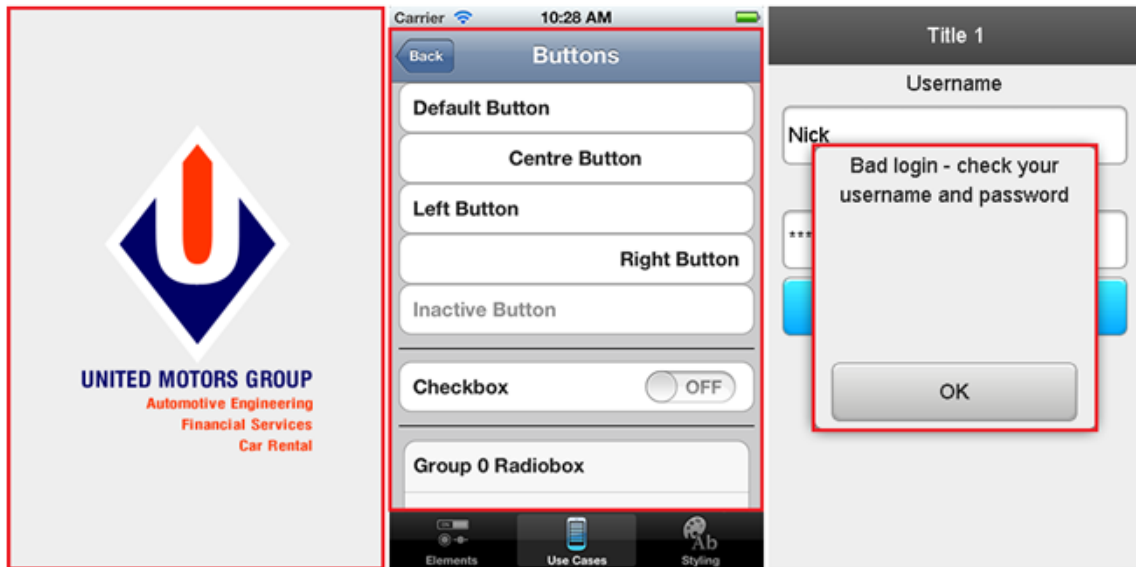 UNITED MOTORS GROUP
Automotive Engineering
Financial Services
Car Rental
Carrier 10:28 AM
Back Buttons
Default Button
Centre Button
Left Button
Right Button
Inactive Button
Checkbox OFF
Group 0 Radiobox
ON
Ab
Elements Use Cases Styling
Title 1
Username
Nick
Bad login - check your
username and password
***
OK